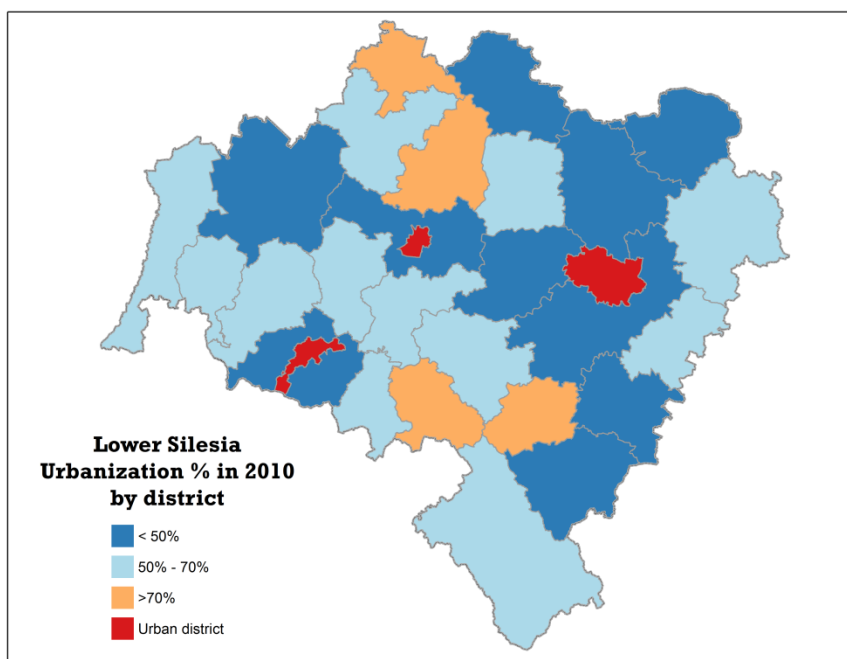 Lower Silesia
Urbanization % in 2010
by district
< 50%
50% - 70%
>70%
Urban district